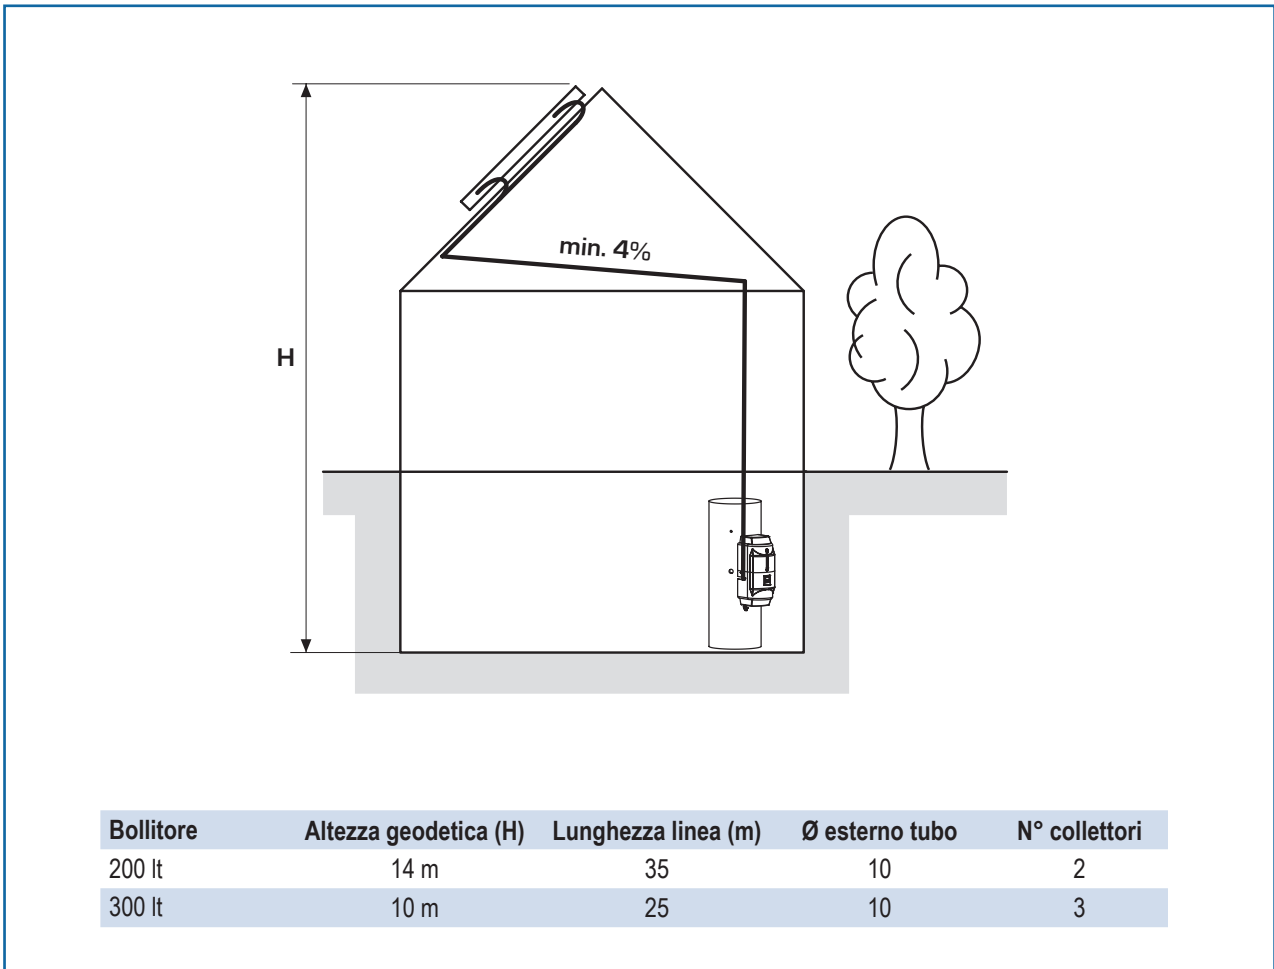 min. 4%
H
Bollitore Altezza geodetica (H) Lunghezza linea (m) Ø esterno tubo N° collettori
200 lt 14 m 35 10 2
300 lt 10 m 25 10 3